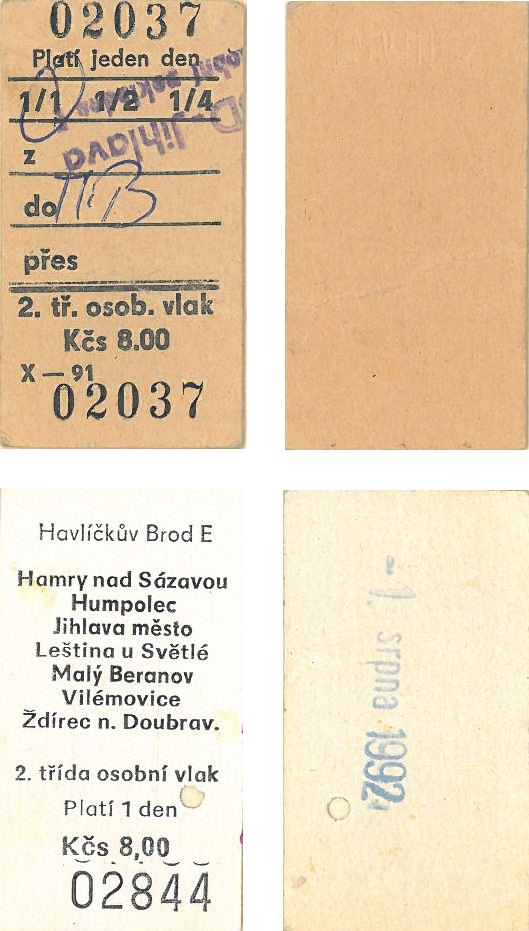 02037
Platí jeden den
1/1 1/2 1/4
Jihlava
z
do H.B
přes
2. tř. osob. vlak
Kčs 8.00
X — 91
02037
Havlíčkův Brod E
Hamry nad Sázavou
Humpolec
Jihlava město
Leština u Světlé
Malý Beranov
Vilémovice
Ždírec n. Doubrav.
2. třída osobní vlak
Platí 1 den
Kčs 8,00
02844
- 1. srpna 1992